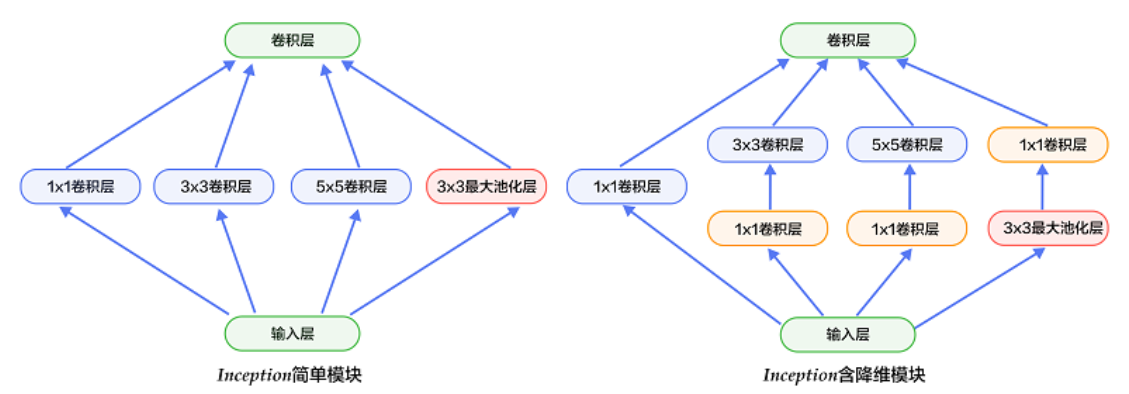 卷积层
1x1卷积层
3x3卷积层
5x5卷积层
3x3最大池化层
输入层
Inception简单模块
卷积层
3x3卷积层
5x5卷积层
1x1卷积层
1x1卷积层
1x1卷积层
1x1卷积层
3x3最大池化层
输入层
Inception含降维模块